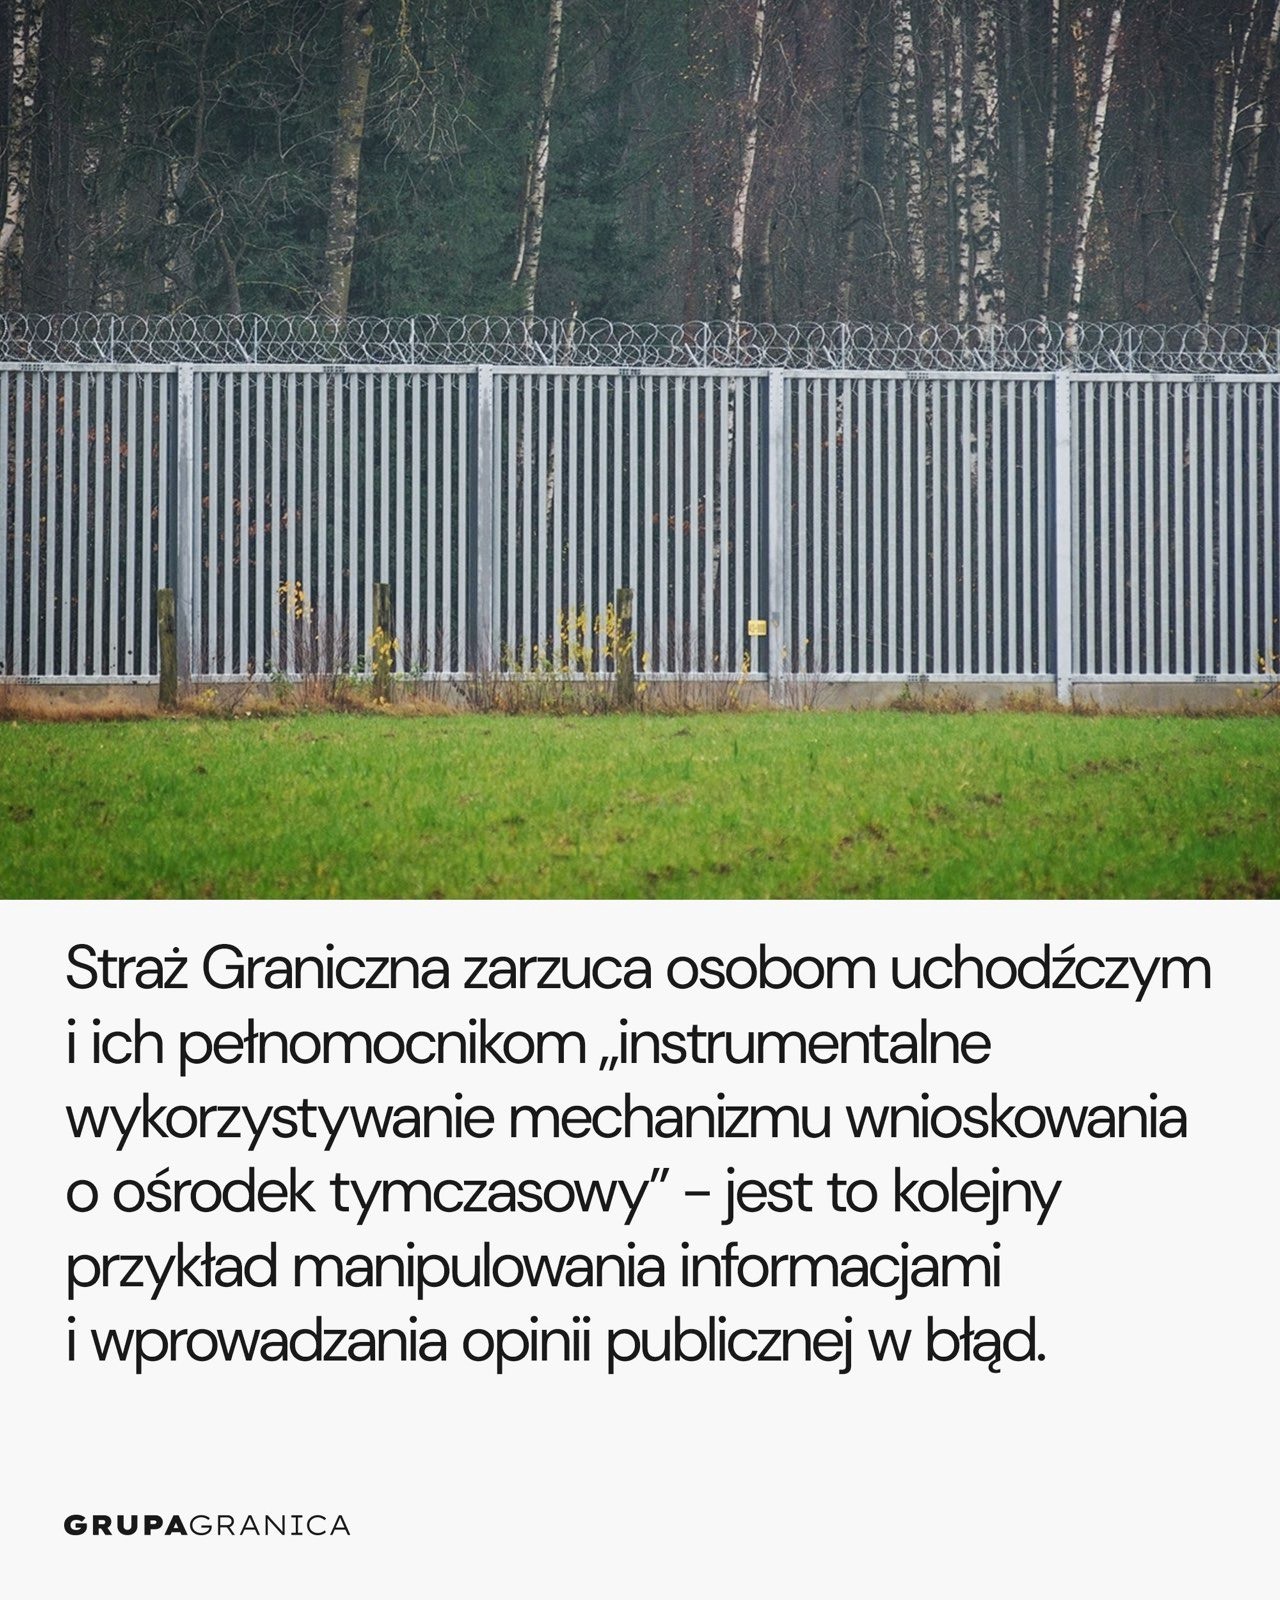 Straż Graniczna zarzuca osobom uchodźczym
i ich pełnomocnikom „instrumentalne
wykorzystywanie mechanizmu wnioskowania
o ośrodek tymczasowy” – jest to kolejny
przykład manipulowania informacjami
i wprowadzania opinii publicznej w błąd.
GRUPAGRANICA